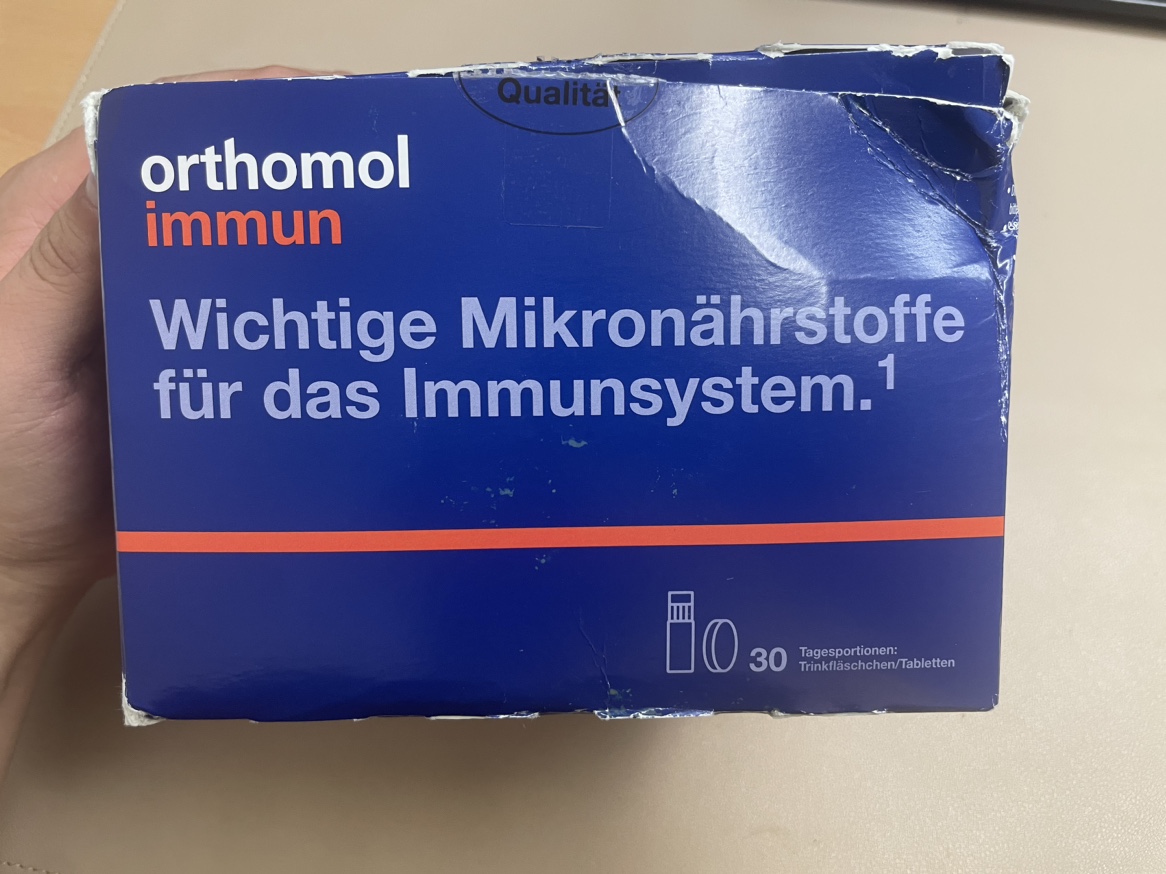 Qualität
orthomol
immun
Wichtige Mikronährstoffe
für das Immunsystem.¹
30 Tagesportionen:
Trinkfläschchen/Tabletten